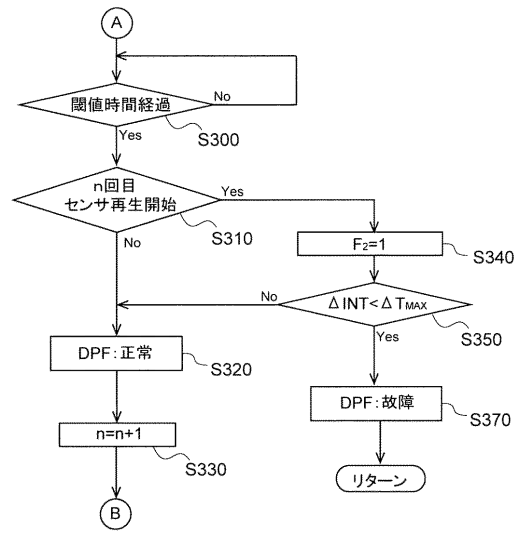 A
閾値時間経過
No
Yes
S300
n回目
センサ再生開始
Yes
No
S310
F₂=1
S340
ΔINT<ΔTMAX
No
Yes
S350
DPF:正常
S320
DPF:故障
S370
n=n+1
S330
リターン
B